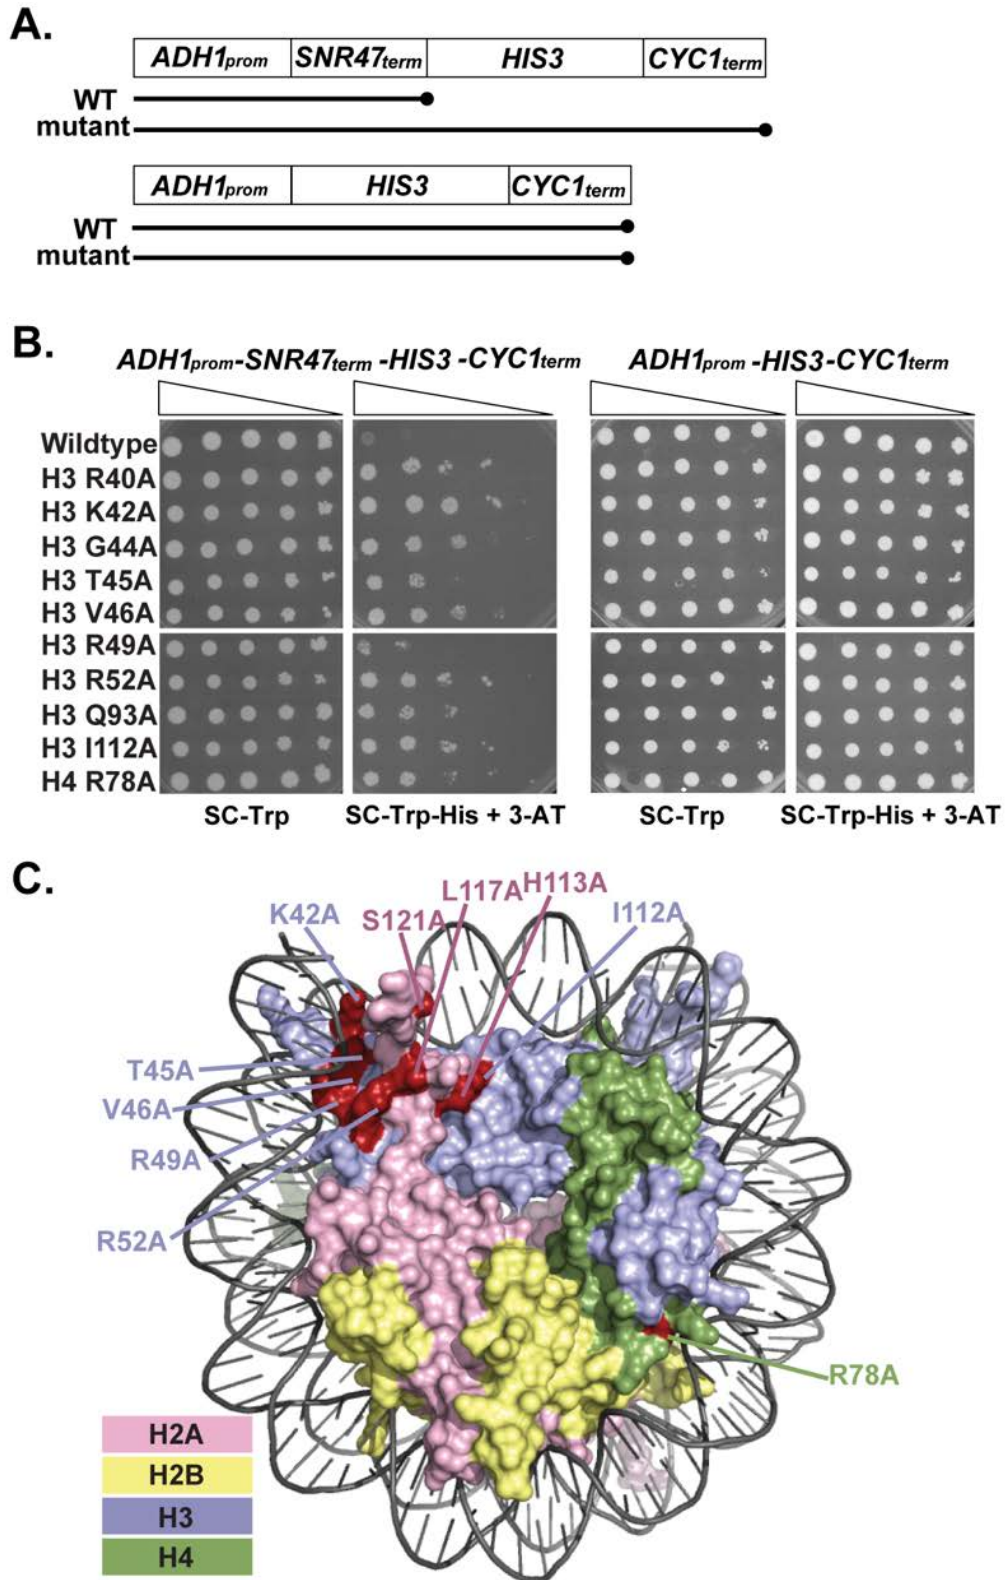 A.
ADH1prom SNR47term HIS3 CYC1term
WT
mutant
ADH1prom HIS3 CYC1term
WT
mutant
B.
ADH1prom-SNR47term-HIS3-CYC1term ADH1prom-HIS3-CYC1term
Wildtype
H3 R40A
H3 K42A
H3 G44A
H3 T45A
H3 V46A
H3 R49A
H3 R52A
H3 Q93A
H3 I112A
H4 R78A
SC-Trp SC-Trp-His + 3-AT SC-Trp SC-Trp-His + 3-AT
C.
L117A H113A
K42A S121A I112A
T45A
V46A
R49A
R52A
R78A
H2A
H2B
H3
H4